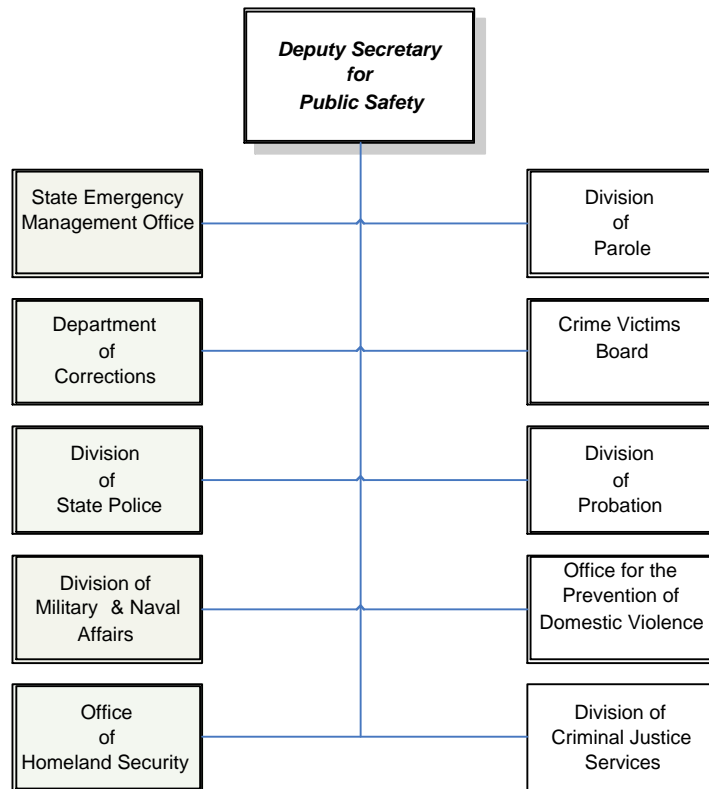 Deputy Secretary
for
Public Safety
State Emergency
Management Office
Division
of
Parole
Department
of
Corrections
Crime Victims
Board
Division
of
State Police
Division
of
Probation
Division of
Military & Naval
Affairs
Office for the
Prevention of
Domestic Violence
Office
of
Homeland Security
Division of
Criminal Justice
Services